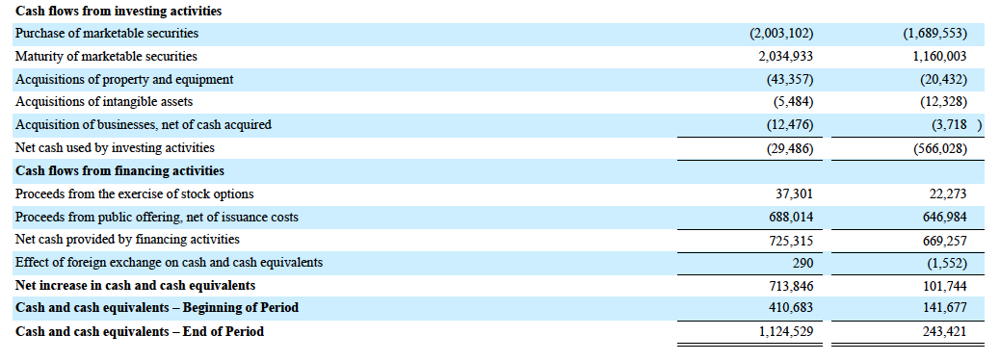 Cash flows from investing activities
Purchase of marketable securities (2,003,102) (1,689,553)
Maturity of marketable securities 2,034,933 1,160,003
Acquisitions of property and equipment (43,357) (20,432)
Acquisitions of intangible assets (5,484) (12,328)
Acquisition of businesses, net of cash acquired (12,476) (3,718 )
Net cash used by investing activities (29,486) (566,028)
Cash flows from financing activities
Proceeds from the exercise of stock options 37,301 22,273
Proceeds from public offering, net of issuance costs 688,014 646,984
Net cash provided by financing activities 725,315 669,257
Effect of foreign exchange on cash and cash equivalents 290 (1,552)
Net increase in cash and cash equivalents 713,846 101,744
Cash and cash equivalents – Beginning of Period 410,683 141,677
Cash and cash equivalents – End of Period 1,124,529 243,421